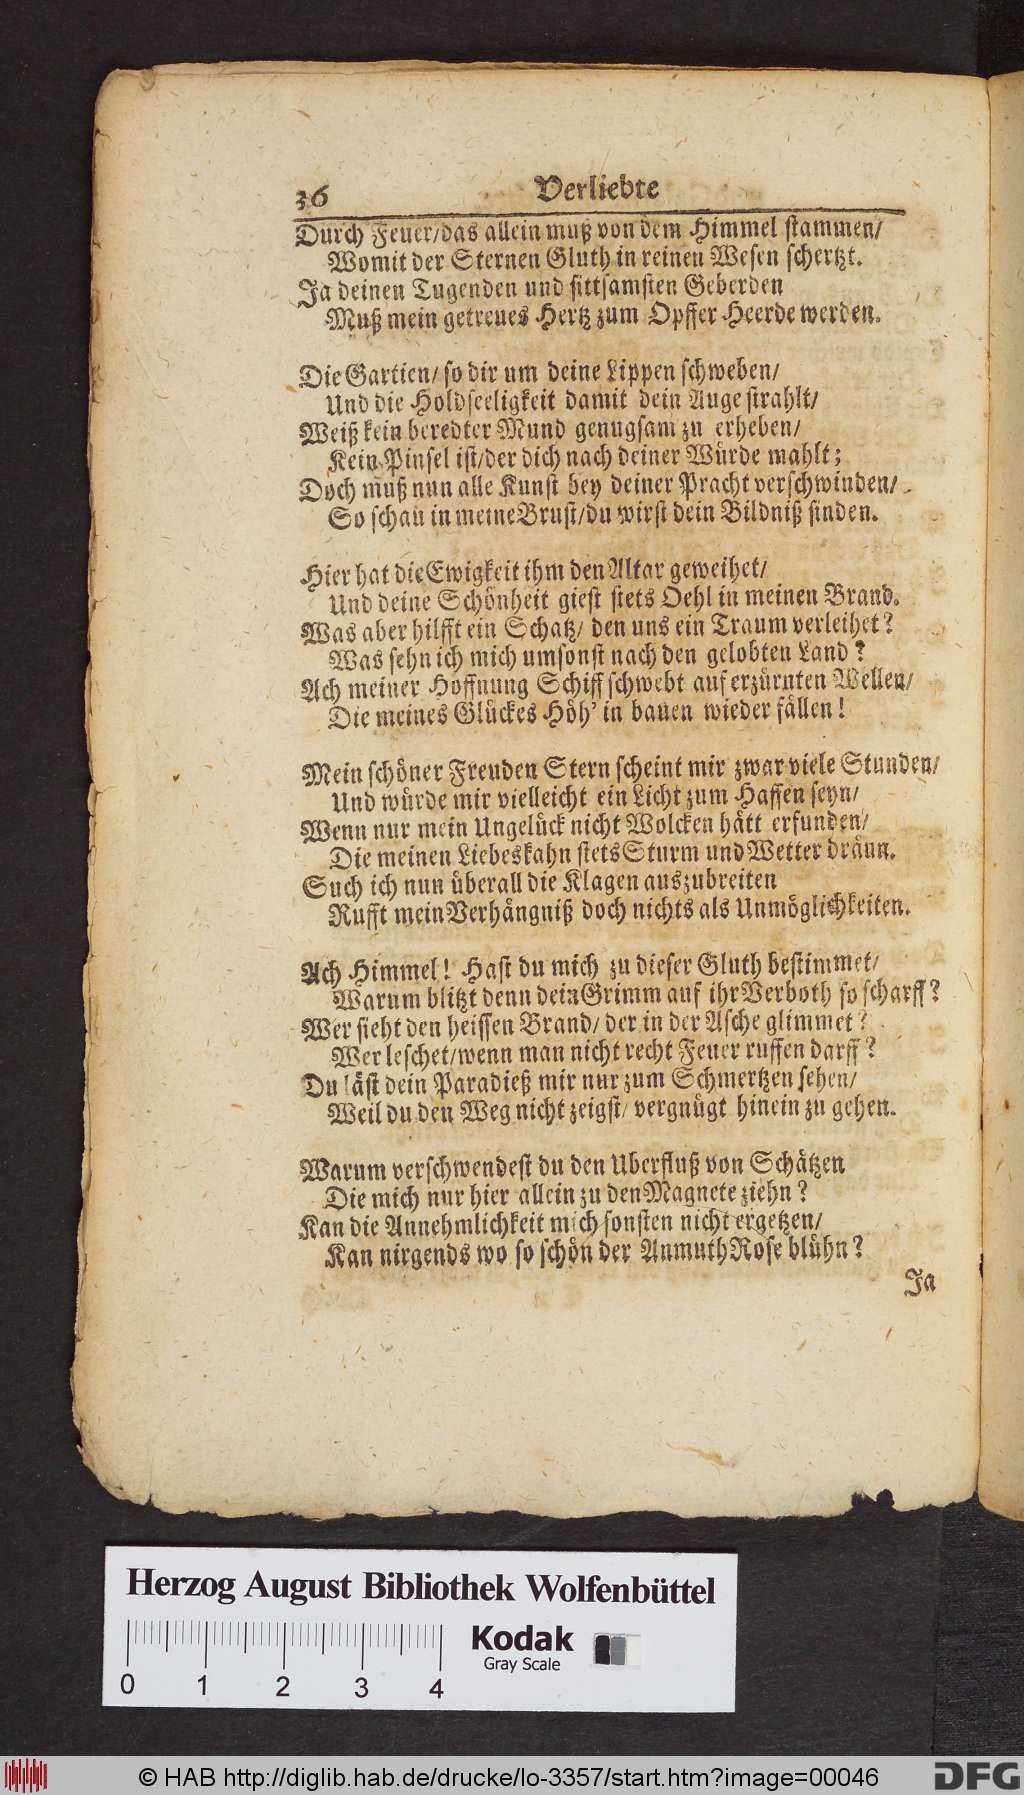 36 Verliebte
Durch Feuer/das allein muß von dem Himmel stammen/
Womit der Sternen Gluth in reinen Wesen schertzt.
Ja deinen Tugenden und sittsamsten Geberden
Muß mein getreues Hertz zum Opffer Heerde werden.
Die Gartien/ so dir um deine Lippen schweben/
Und die Holdseeligkeit damit dein Auge strahlt/
Weiß kein beredter Mund genugsam zu erheben/
Kein Pinsel ist/der dich nach deiner Würde mahlt;
Doch muß nun alle Kunst bey deiner Pracht verschwinden/
So schau in meine Brust/du wirst dein Bildniß finden.
Hier hat die Ewigkeit ihm den Altar geweihet/
Und deine Schönheit giest stets Oehl in meinen Brand.
Was aber hilfft ein Schatz/ den uns ein Traum verleihet?
Was sehn ich mich umsonst nach den gelobten Land?
Ach meiner Hoffnung Schiff schwebt auf erzürnten Wellen/
Die meines Glückes Höh' in bauen wieder fällen!
Mein schöner Freuden Stern scheint mir zwar viele Stunden/
Und würde mir vielleicht ein Licht zum Haffen seyn/
Wenn nur mein Ungelück nicht Wolcken hätt erfunden/
Die meinen Liebeskahn stets Sturm und Wetter dräun.
Such ich nun überall die Klagen auszubreiten
Rufft mein Verhängniß doch nichts als Unmöglichkeiten.
Ach Himmel! Hast du mich zu dieser Gluth bestimmet/
Warum blitzt denn dein Grimm auf ihr Verboth so scharff?
Wer sieht den heissen Brand/ der in der Asche glimmet?
Wer leschet/wenn man nicht recht Feuer ruffen darff?
Du läst dein Paradieß mir nur zum Schmertzen sehen/
Weil du den Weg nicht zeigst/ vergnügt hinein zu gehen.
Warum verschwendest du den Uberfluß von Schätzen
Die mich nur hier allein zu den Magnete ziehn?
Kan die Annehmlichkeit mich sonsten nicht ergetzen/
Kan nirgends wo so schön der Anmuth Rose blühn?
Ja
Herzog August Bibliothek Wolfenbüttel
Kodak
Gray Scale
0 1 2 3 4
© HAB http://diglib.hab.de/drucke/lo-3357/start.htm?image=00046
DFG